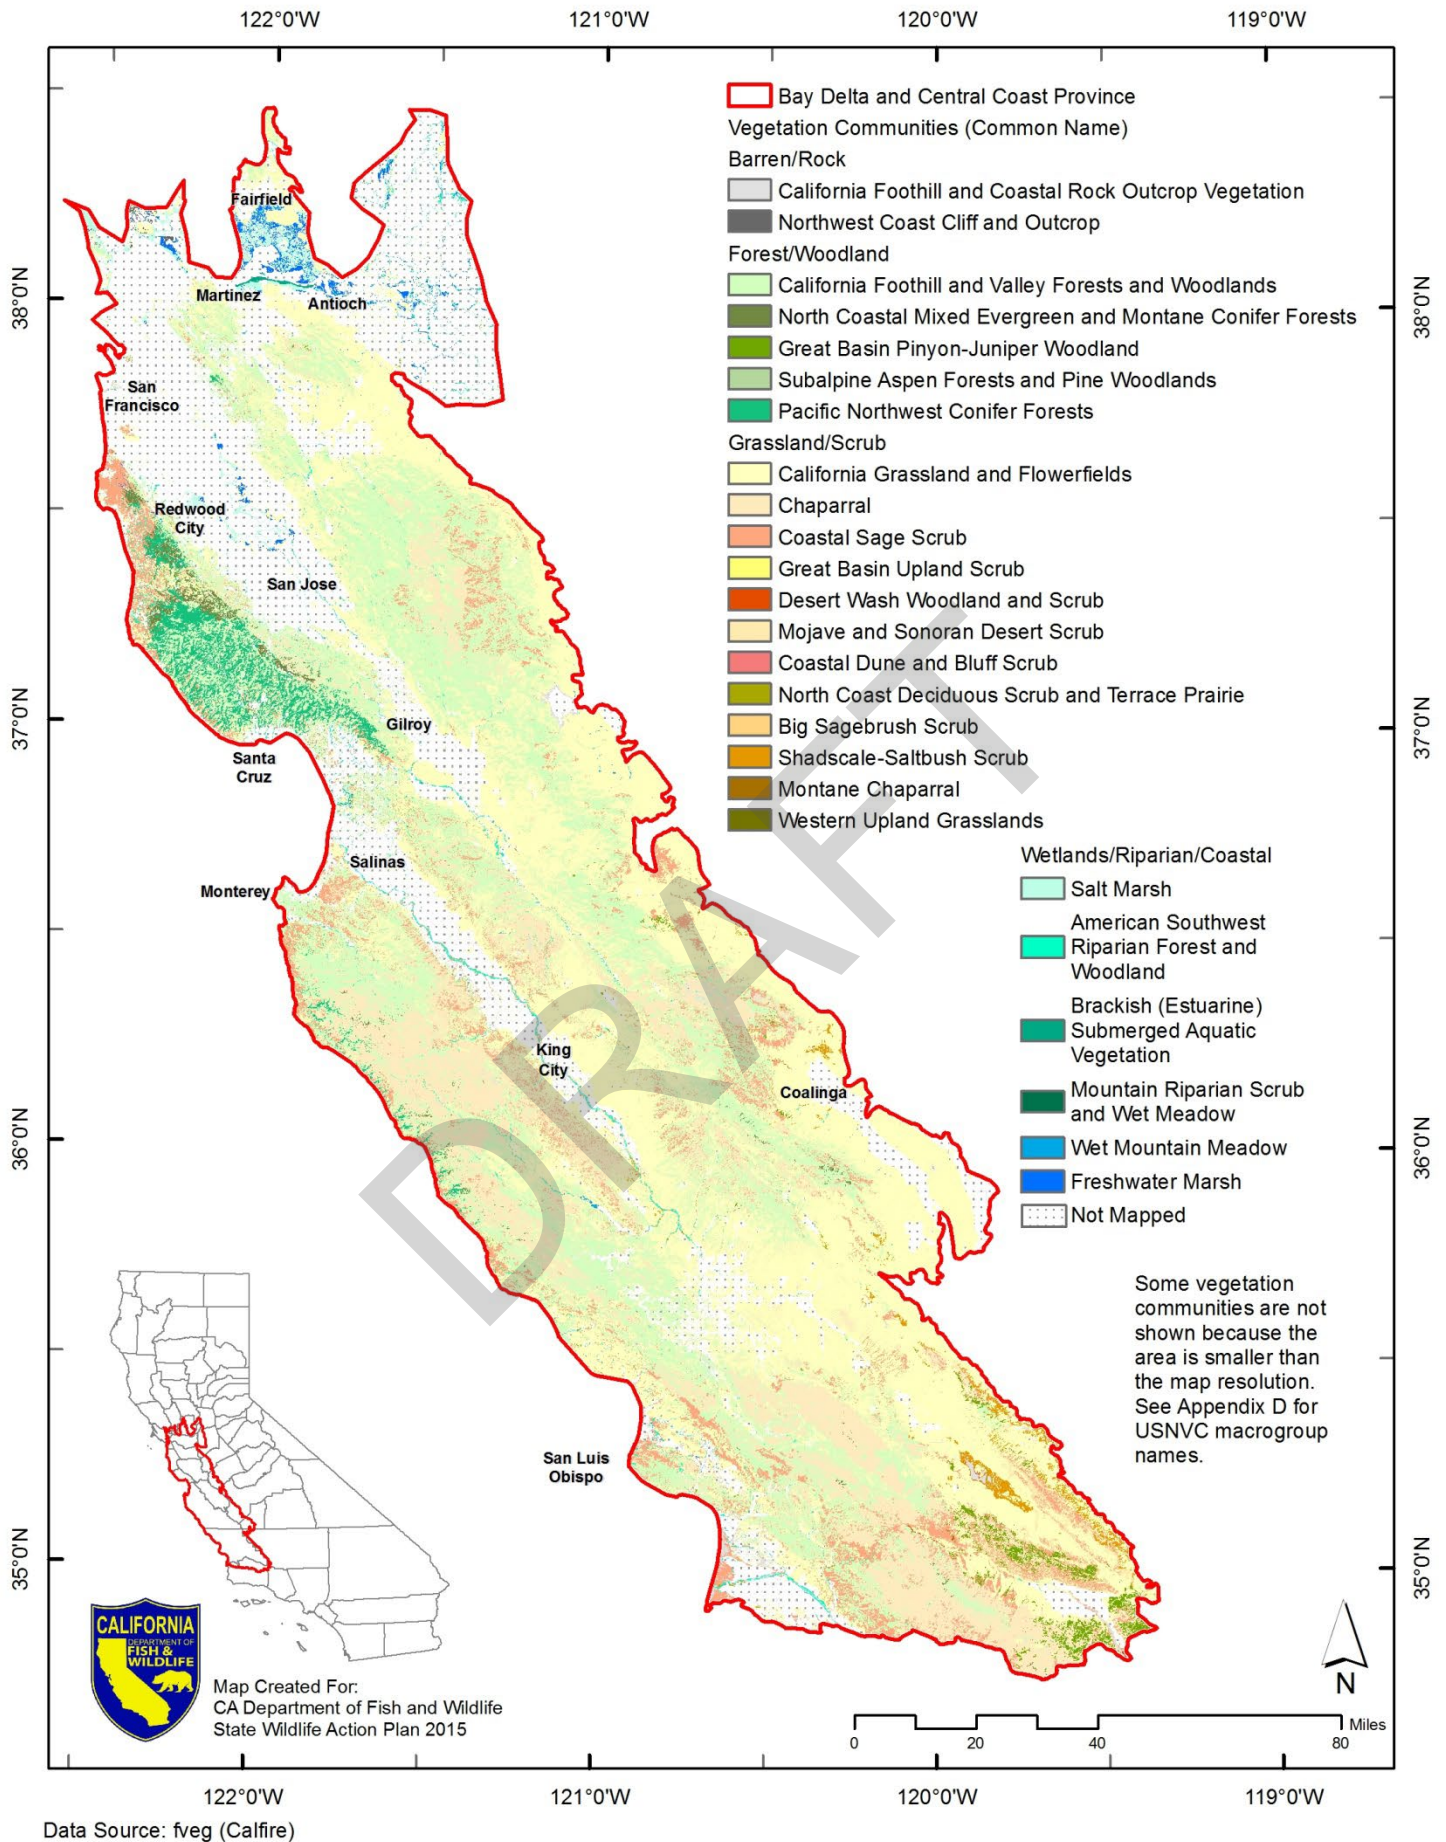 122°0'W 121°0'W 120°0'W 119°0'W
Bay Delta and Central Coast Province
Vegetation Communities (Common Name)
Barren/Rock
California Foothill and Coastal Rock Outcrop Vegetation
Northwest Coast Cliff and Outcrop
Forest/Woodland
California Foothill and Valley Forests and Woodlands
North Coastal Mixed Evergreen and Montane Conifer Forests
Great Basin Pinyon-Juniper Woodland
Subalpine Aspen Forests and Pine Woodlands
Pacific Northwest Conifer Forests
Grassland/Scrub
California Grassland and Flowerfields
Chaparral
Coastal Sage Scrub
Great Basin Upland Scrub
Desert Wash Woodland and Scrub
Mojave and Sonoran Desert Scrub
Coastal Dune and Bluff Scrub
North Coast Deciduous Scrub and Terrace Prairie
Big Sagebrush Scrub
Shadscale-Saltbush Scrub
Montane Chaparral
Western Upland Grasslands
Wetlands/Riparian/Coastal
Salt Marsh
American Southwest
Riparian Forest and
Woodland
Brackish (Estuarine)
Submerged Aquatic
Vegetation
Mountain Riparian Scrub
and Wet Meadow
Wet Mountain Meadow
Freshwater Marsh
Not Mapped
Some vegetation
communities are not
shown because the
area is smaller than
the map resolution.
See Appendix D for
USNVC macrogroup
names.
Fairfield
Martinez
Antioch
San
Francisco
Redwood
City
San Jose
Gilroy
Santa
Cruz
Salinas
Monterey
King
City
Coalinga
San Luis
Obispo
DRAFT
38°0'N
37°0'N
36°0'N
35°0'N
38°0'N
37°0'N
36°0'N
35°0'N
CALIFORNIA
DEPARTMENT OF
FISH &
WILDLIFE
Map Created For:
CA Department of Fish and Wildlife
State Wildlife Action Plan 2015
N
Miles
0 20 40 80
122°0'W 121°0'W 120°0'W 119°0'W
Data Source: fveg (Calfire)